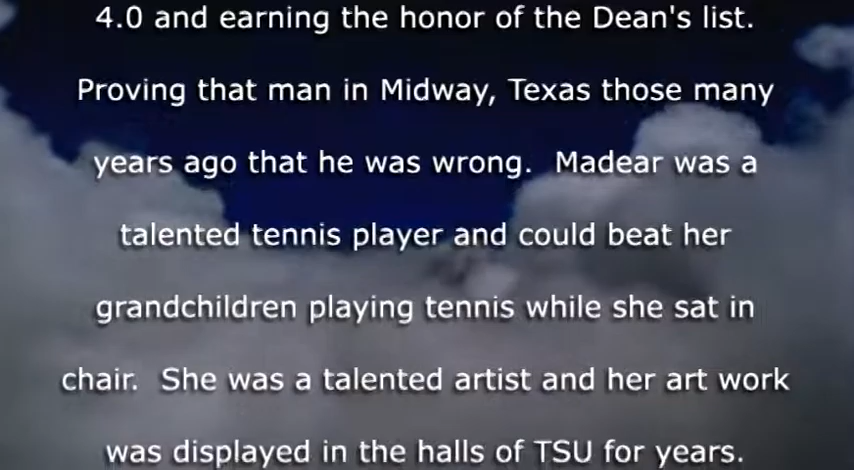 4.0 and earning the honor of the Dean's list.
Proving that man in Midway, Texas those many
years ago that he was wrong.  Madear was a
talented tennis player and could beat her
grandchildren playing tennis while she sat in
chair.  She was a talented artist and her art work
was displayed in the halls of TSU for years.